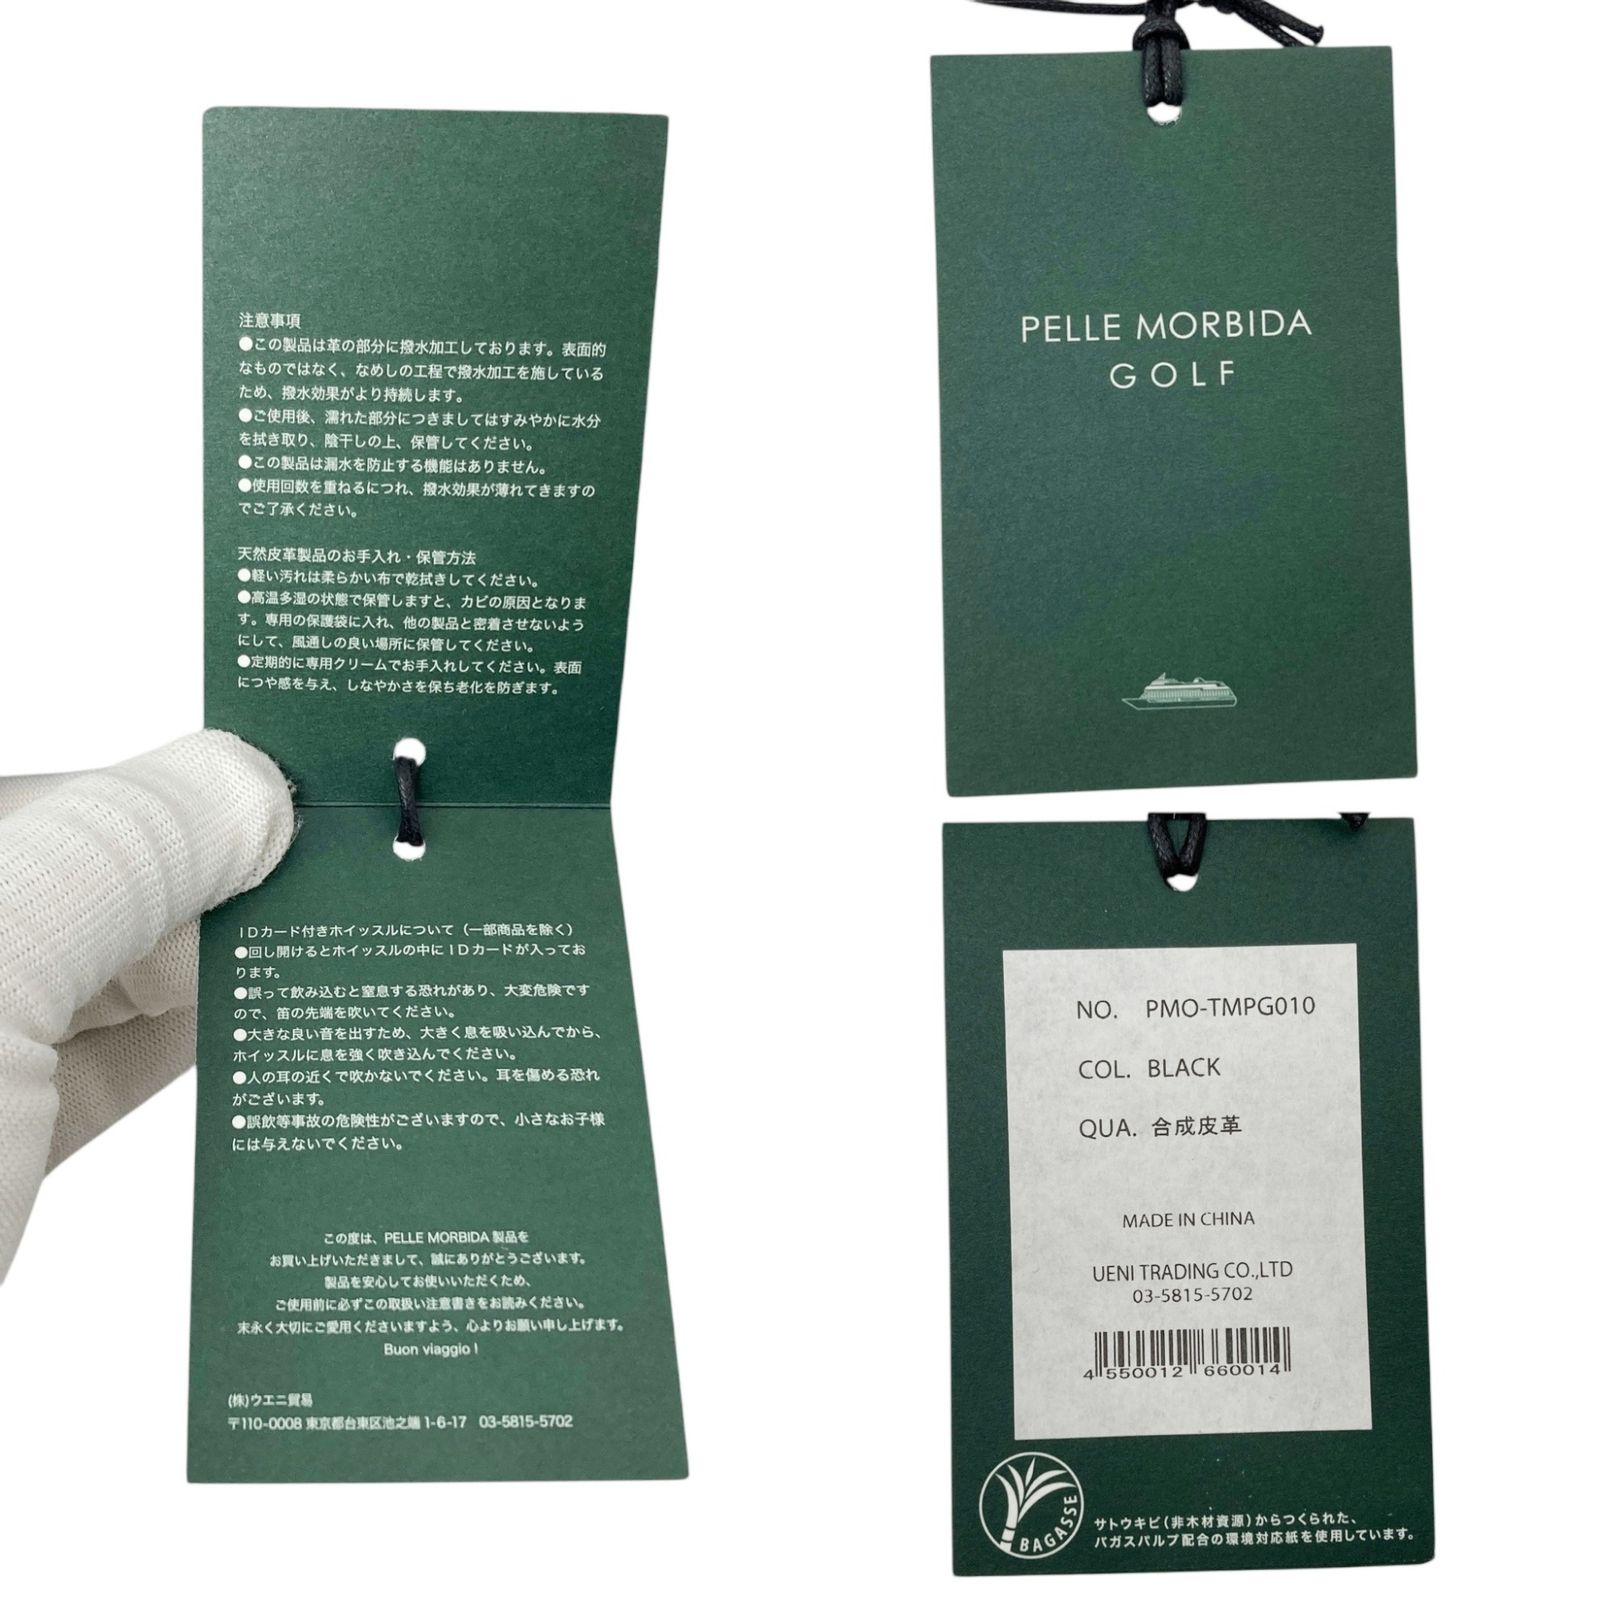 注意事項
●この製品は革の部分に撥水加工しております。表面的
なものではなく、なめしの工程で撥水加工を施している
ため、撥水効果がより持続します。
●ご使用後、濡れた部分につきましてはすみやかに水分
を拭き取り、陰干しの上、保管してください。
●この製品は漏水を防止する機能はありません。
●使用回数を重ねるにつれ、撥水効果が薄れてきますの
でご了承ください。
天然皮革製品のお手入れ・保管方法
●軽い汚れは柔らかい布で乾拭きしてください。
●高温多湿の状態で保管しますと、カビの原因となりま
す。専用の保護袋に入れ、他の製品と密着させないよう
にして、風通しの良い場所に保管してください。
●定期的に専用クリームでお手入れしてください。表面
につや感を与え、しなやかさを保ち老化を防ぎます。
IDカード付きホイッスルについて（一部商品を除く）
●回し開けるとホイッスルの中にIDカードが入ってお
ります。
●誤って飲み込むと窒息する恐れがあり、大変危険です
ので、笛の先端を吹いてください。
●大きな良い音を出すため、大きく息を吸い込んでから、
ホイッスルに息を強く吹き込んでください。
●人の耳の近くで吹かないでください。耳を傷める恐れ
がございます。
●誤飲等事故の危険性がございますので、小さなお子様
には与えないでください。
この度は、PELLE MORBIDA 製品を
お買い上げいただきまして、誠にありがとうございます。
製品を安心してお使いいただくため、
ご使用前に必ずこの取扱い注意書きをお読みください。
末永く大切にご愛用くださいますよう、心よりお願い申し上げます。
Buon viaggio !
(株)ウエニ貿易
〒110-0008 東京都台東区池之端 1-6-17 03-5815-5702
PELLE MORBIDA
GOLF
NO. PMO-TMPG010
COL. BLACK
QUA. 合成皮革
MADE IN CHINA
UENI TRADING CO.,LTD
03-5815-5702
4 550012 660014
BAGASSE
サトウキビ(非木材資源)からつくられた、
バガスパルプ配合の環境対応紙を使用しています。